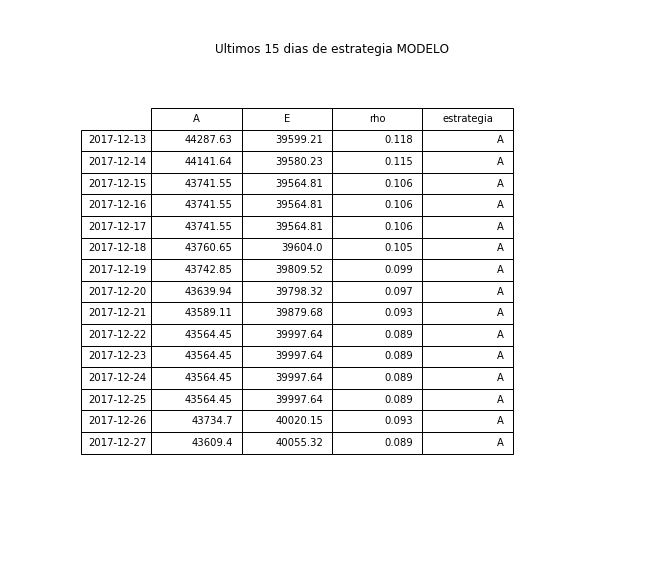 Ultimos 15 dias de estrategia MODELO
A E rho estrategia
2017-12-13 44287.63 39599.21 0.118 A
2017-12-14 44141.64 39580.23 0.115 A
2017-12-15 43741.55 39564.81 0.106 A
2017-12-16 43741.55 39564.81 0.106 A
2017-12-17 43741.55 39564.81 0.106 A
2017-12-18 43760.65 39604.0 0.105 A
2017-12-19 43742.85 39809.52 0.099 A
2017-12-20 43639.94 39798.32 0.097 A
2017-12-21 43589.11 39879.68 0.093 A
2017-12-22 43564.45 39997.64 0.089 A
2017-12-23 43564.45 39997.64 0.089 A
2017-12-24 43564.45 39997.64 0.089 A
2017-12-25 43564.45 39997.64 0.089 A
2017-12-26 43734.7 40020.15 0.093 A
2017-12-27 43609.4 40055.32 0.089 A